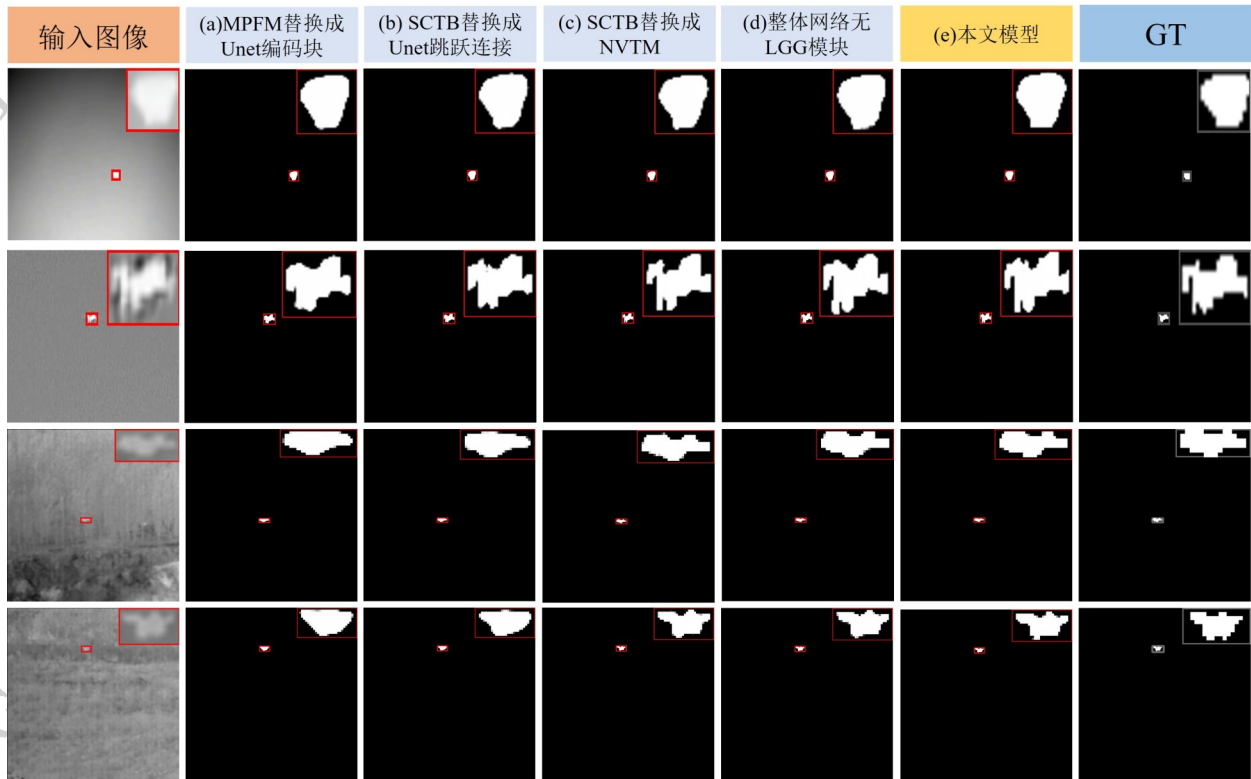 输入图像
(a)MPFM替换成
Unet编码块
(b) SCTB替换成
Unet跳跃连接
(c) SCTB替换成
NVTM
(d)整体网络无
LGG模块
(e)本文模型
GT